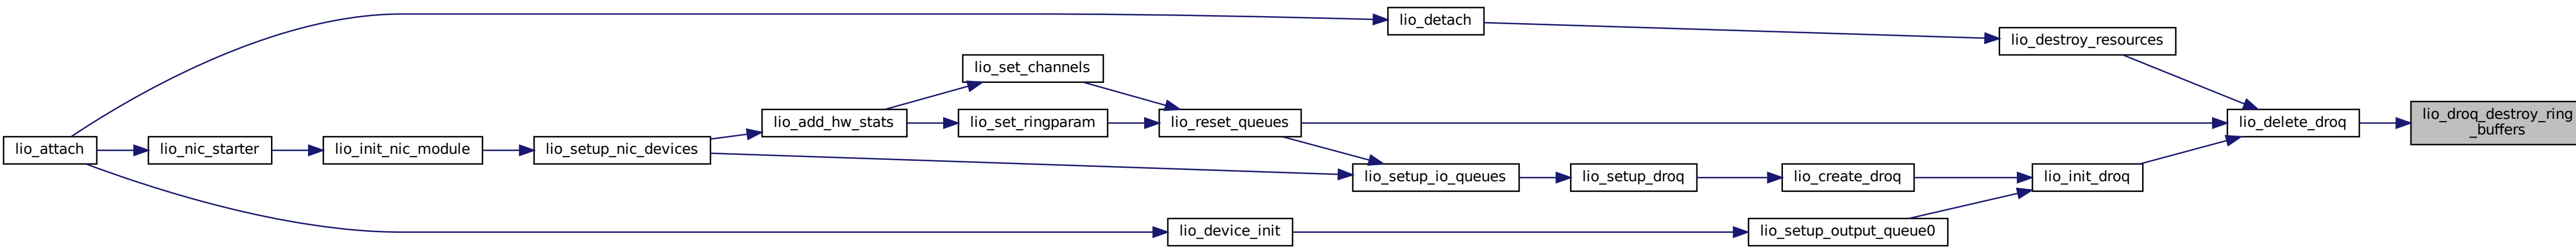 lio_attach
lio_nic_starter
lio_init_nic_module
lio_setup_nic_devices
lio_add_hw_stats
lio_set_channels
lio_set_ringparam
lio_reset_queues
lio_detach
lio_setup_io_queues
lio_device_init
lio_setup_droq
lio_create_droq
lio_setup_output_queue0
lio_destroy_resources
lio_init_droq
lio_delete_droq
lio_droq_destroy_ring
_buffers